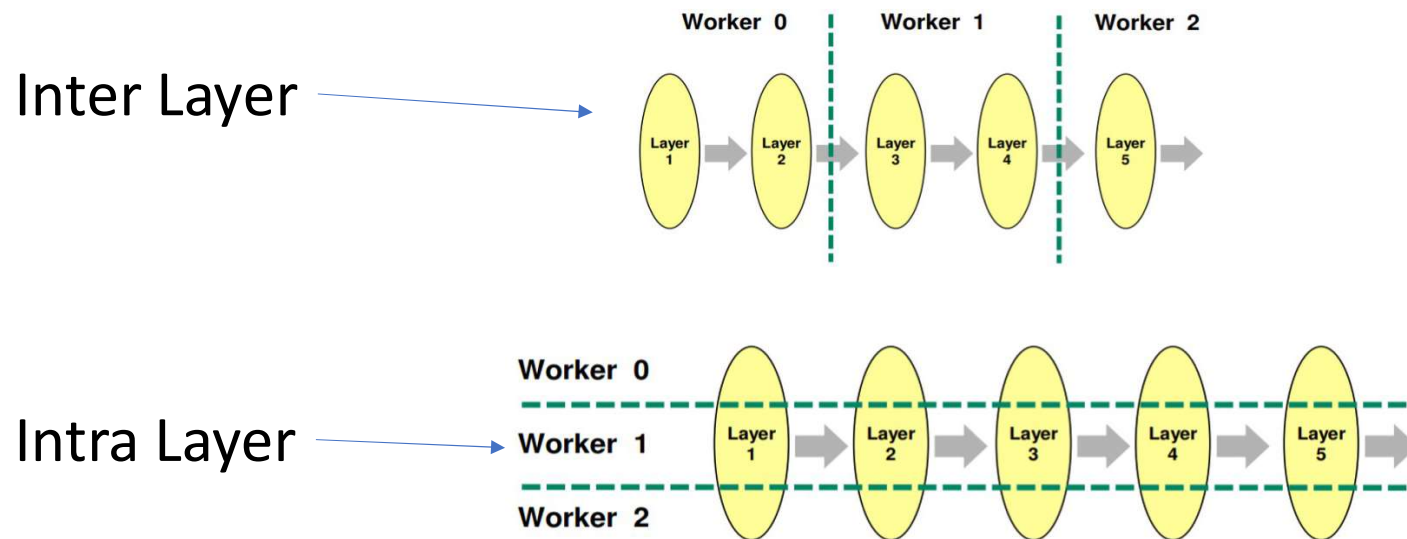 Worker 0 Worker 1 Worker 2
Inter Layer
Layer 1
Layer 2
Layer 3
Layer 4
Layer 5
Worker 0
Intra Layer
Worker 1
Layer 1
Layer 2
Layer 3
Layer 4
Layer 5
Worker 2